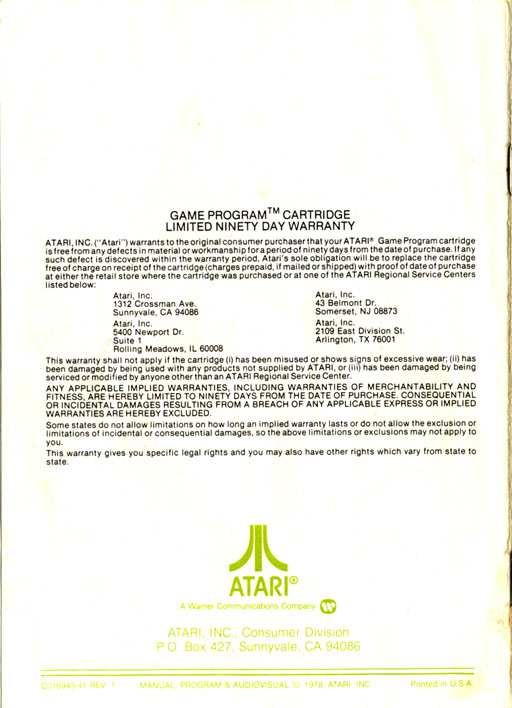 GAME PROGRAM™ CARTRIDGE
LIMITED NINETY DAY WARRANTY
ATARI, INC. ("Atari") warrants to the original consumer purchaser that your ATARI® Game Program cartridge
is free from any defects in material or workmanship for a period of ninety days from the date of purchase. If any
such defect is discovered within the warranty period, Atari's sole obligation will be to replace the cartridge
free of charge on receipt of the cartridge (charges prepaid, if mailed or shipped) with proof of date of purchase
at either the retail store where the cartridge was purchased or at one of the ATARI Regional Service Centers
listed below:
Atari, Inc.
1312 Crossman Ave.
Sunnyvale, CA 94086
Atari, Inc.
43 Belmont Dr.
Somerset, NJ 08873
Atari, Inc.
5400 Newport Dr.
Suite 1
Rolling Meadows, IL 60008
Atari, Inc.
2109 East Division St.
Arlington, TX 76001
This warranty shall not apply if the cartridge (i) has been misused or shows signs of excessive wear; (ii) has
been damaged by being used with any products not supplied by ATARI, or (iii) has been damaged by being
serviced or modified by anyone other than an ATARI Regional Service Center.
ANY APPLICABLE IMPLIED WARRANTIES, INCLUDING WARRANTIES OF MERCHANTABILITY AND
FITNESS, ARE HEREBY LIMITED TO NINETY DAYS FROM THE DATE OF PURCHASE. CONSEQUENTIAL
OR INCIDENTAL DAMAGES RESULTING FROM A BREACH OF ANY APPLICABLE EXPRESS OR IMPLIED
WARRANTIES ARE HEREBY EXCLUDED.
Some states do not allow limitations on how long an implied warranty lasts or do not allow the exclusion or
limitations of incidental or consequential damages, so the above limitations or exclusions may not apply to
you.
This warranty gives you specific legal rights and you may also have other rights which vary from state to
state.
ATARI®
A Warner Communications Company
ATARI, INC., Consumer Division
P.O. Box 427, Sunnyvale, CA 94086
REV. 1 MANUAL, PROGRAM & AUDIOVISUAL © 1978, ATARI, INC. Printed in U.S.A.